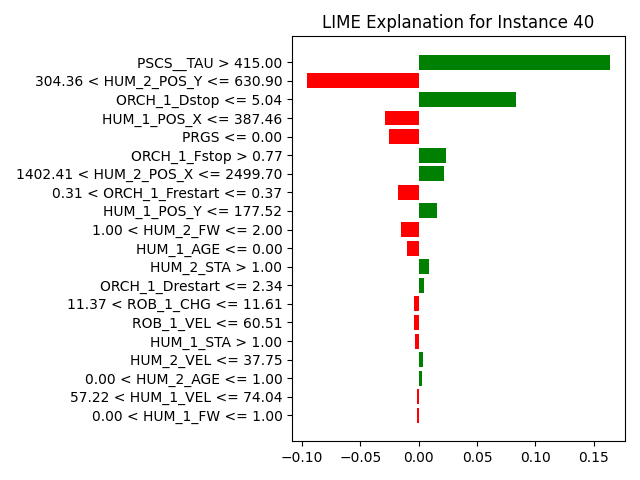 LIME Explanation for Instance 40
PSCS__TAU > 415.00
304.36 < HUM_2_POS_Y <= 630.90
ORCH_1_Dstop <= 5.04
HUM_1_POS_X <= 387.46
PRGS <= 0.00
ORCH_1_Fstop > 0.77
1402.41 < HUM_2_POS_X <= 2499.70
0.31 < ORCH_1_Frestart <= 0.37
HUM_1_POS_Y <= 177.52
1.00 < HUM_2_FW <= 2.00
HUM_1_AGE <= 0.00
HUM_2_STA > 1.00
ORCH_1_Drestart <= 2.34
11.37 < ROB_1_CHG <= 11.61
ROB_1_VEL <= 60.51
HUM_1_STA > 1.00
HUM_2_VEL <= 37.75
0.00 < HUM_2_AGE <= 1.00
57.22 < HUM_1_VEL <= 74.04
0.00 < HUM_1_FW <= 1.00
−0.10 −0.05 0.00 0.05 0.10 0.15